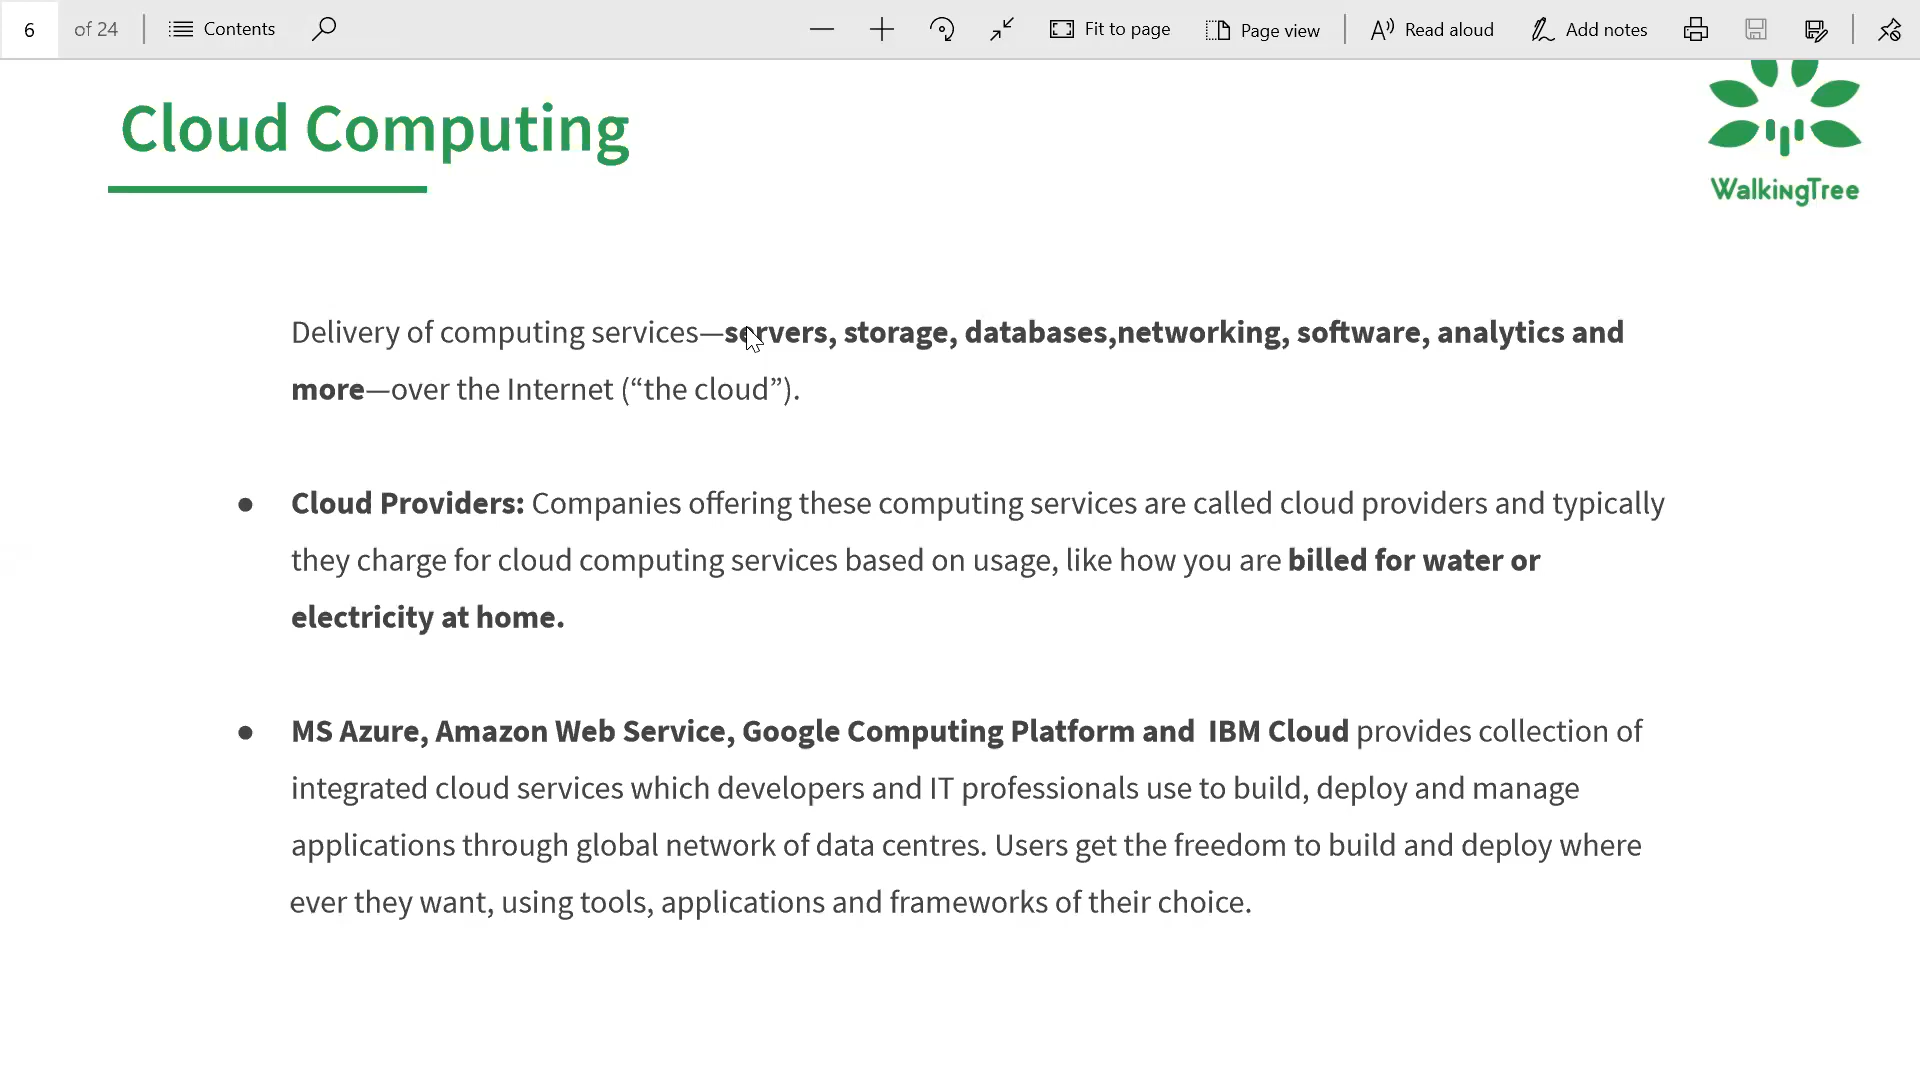 6 of 24 Contents Fit to page Page view Read aloud Add notes
Cloud Computing
WalkingTree
Delivery of computing services—servers, storage, databases,networking, software, analytics and
more—over the Internet (“the cloud”).
● Cloud Providers: Companies offering these computing services are called cloud providers and typically
they charge for cloud computing services based on usage, like how you are billed for water or
electricity at home.
● MS Azure, Amazon Web Service, Google Computing Platform and IBM Cloud provides collection of
integrated cloud services which developers and IT professionals use to build, deploy and manage
applications through global network of data centres. Users get the freedom to build and deploy where
ever they want, using tools, applications and frameworks of their choice.